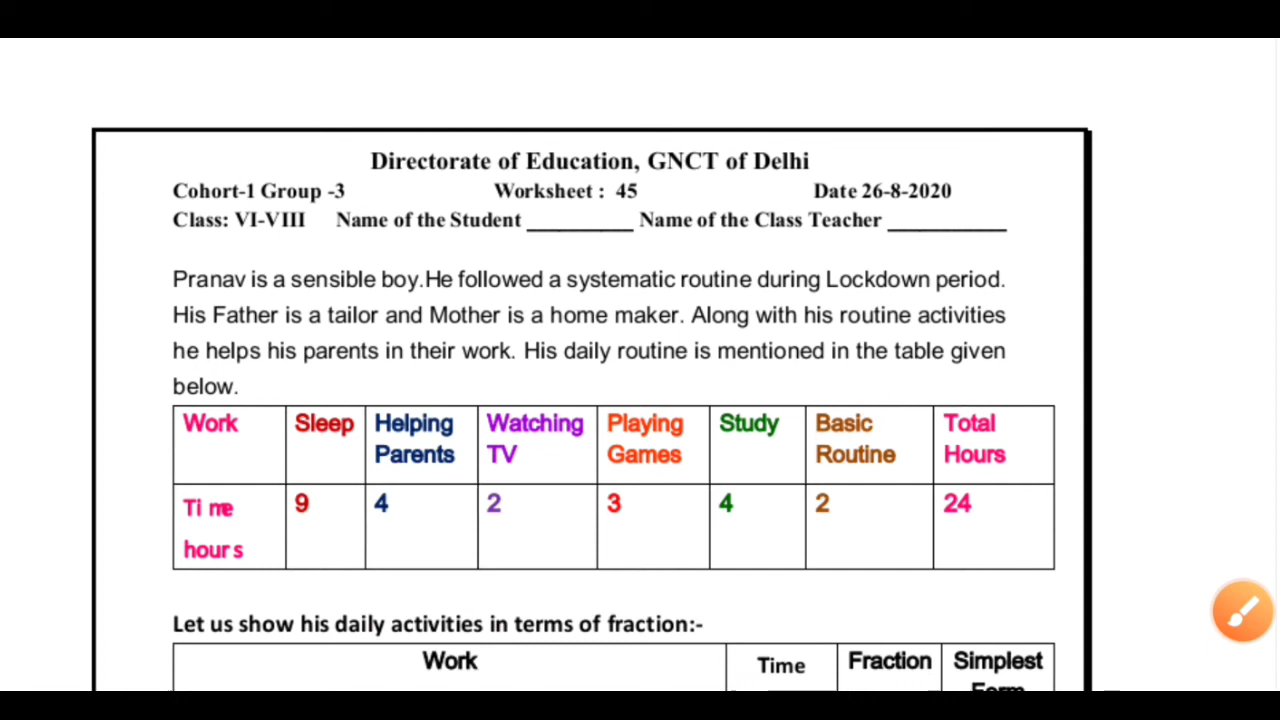 Directorate of Education, GNCT of Delhi
Cohort-1 Group -3 Worksheet : 45 Date 26-8-2020
Class: VI-VIII Name of the Student _________ Name of the Class Teacher __________
Pranav is a sensible boy.He followed a systematic routine during Lockdown period.
His Father is a tailor and Mother is a home maker. Along with his routine activities
he helps his parents in their work. His daily routine is mentioned in the table given
below.
Work Sleep Helping Parents Watching TV Playing Games Study Basic Routine Total Hours
Time hours 9 4 2 3 4 2 24
Let us show his daily activities in terms of fraction:-
Work Time Fraction Simplest
Form